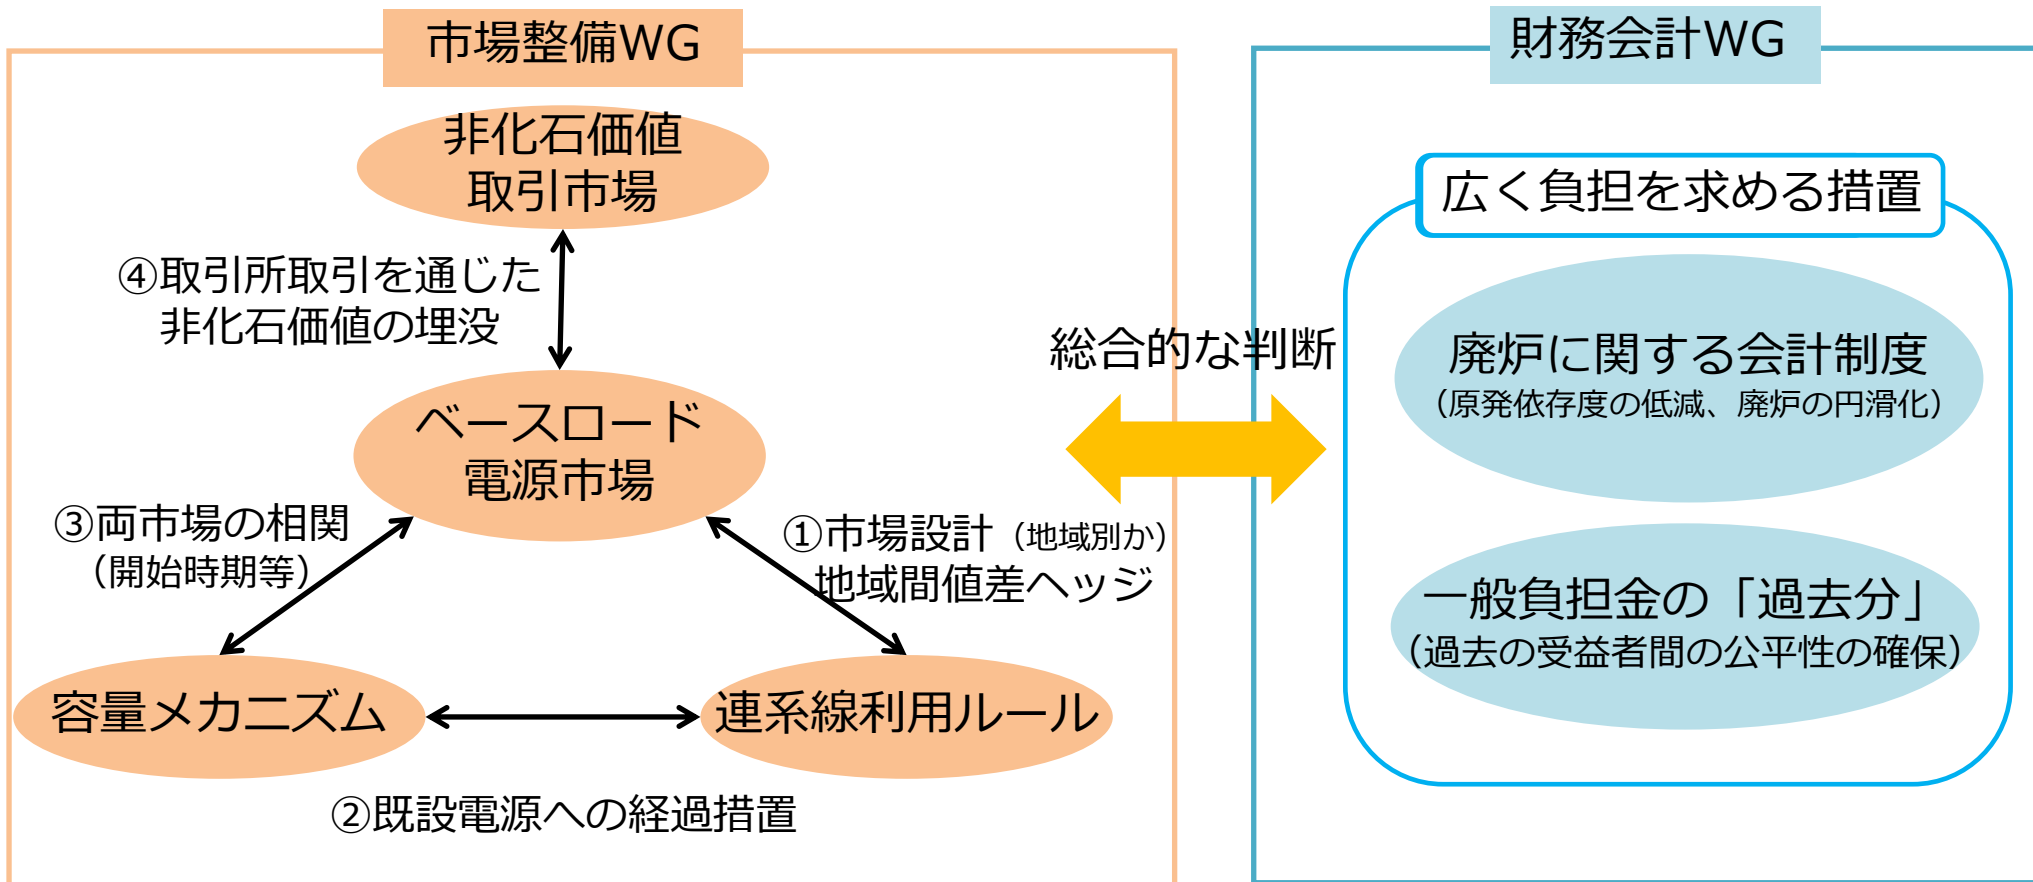 市場整備WG
非化石価値
取引市場
④取引所取引を通じた
非化石価値の埋没
ベースロード
電源市場
③両市場の相関
（開始時期等）
①市場設計（地域別か）
地域間値差ヘッジ
容量メカニズム
連系線利用ルール
②既設電源への経過措置
総合的な判断
財務会計WG
広く負担を求める措置
廃炉に関する会計制度
（原発依存度の低減、廃炉の円滑化）
一般負担金の「過去分」
（過去の受益者間の公平性の確保）